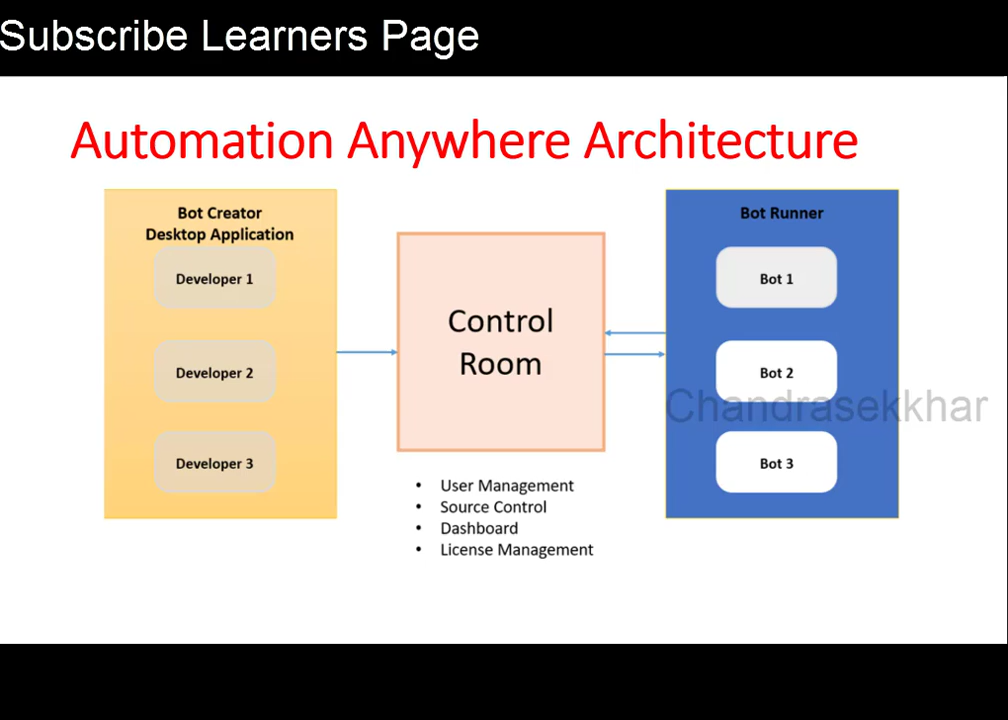 Subscribe Learners Page
Automation Anywhere Architecture
Bot Creator
Desktop Application
Developer 1
Developer 2
Developer 3
Control
Room
• User Management
• Source Control
• Dashboard
• License Management
Bot Runner
Bot 1
Bot 2
Chandrasekkhar
Bot 3